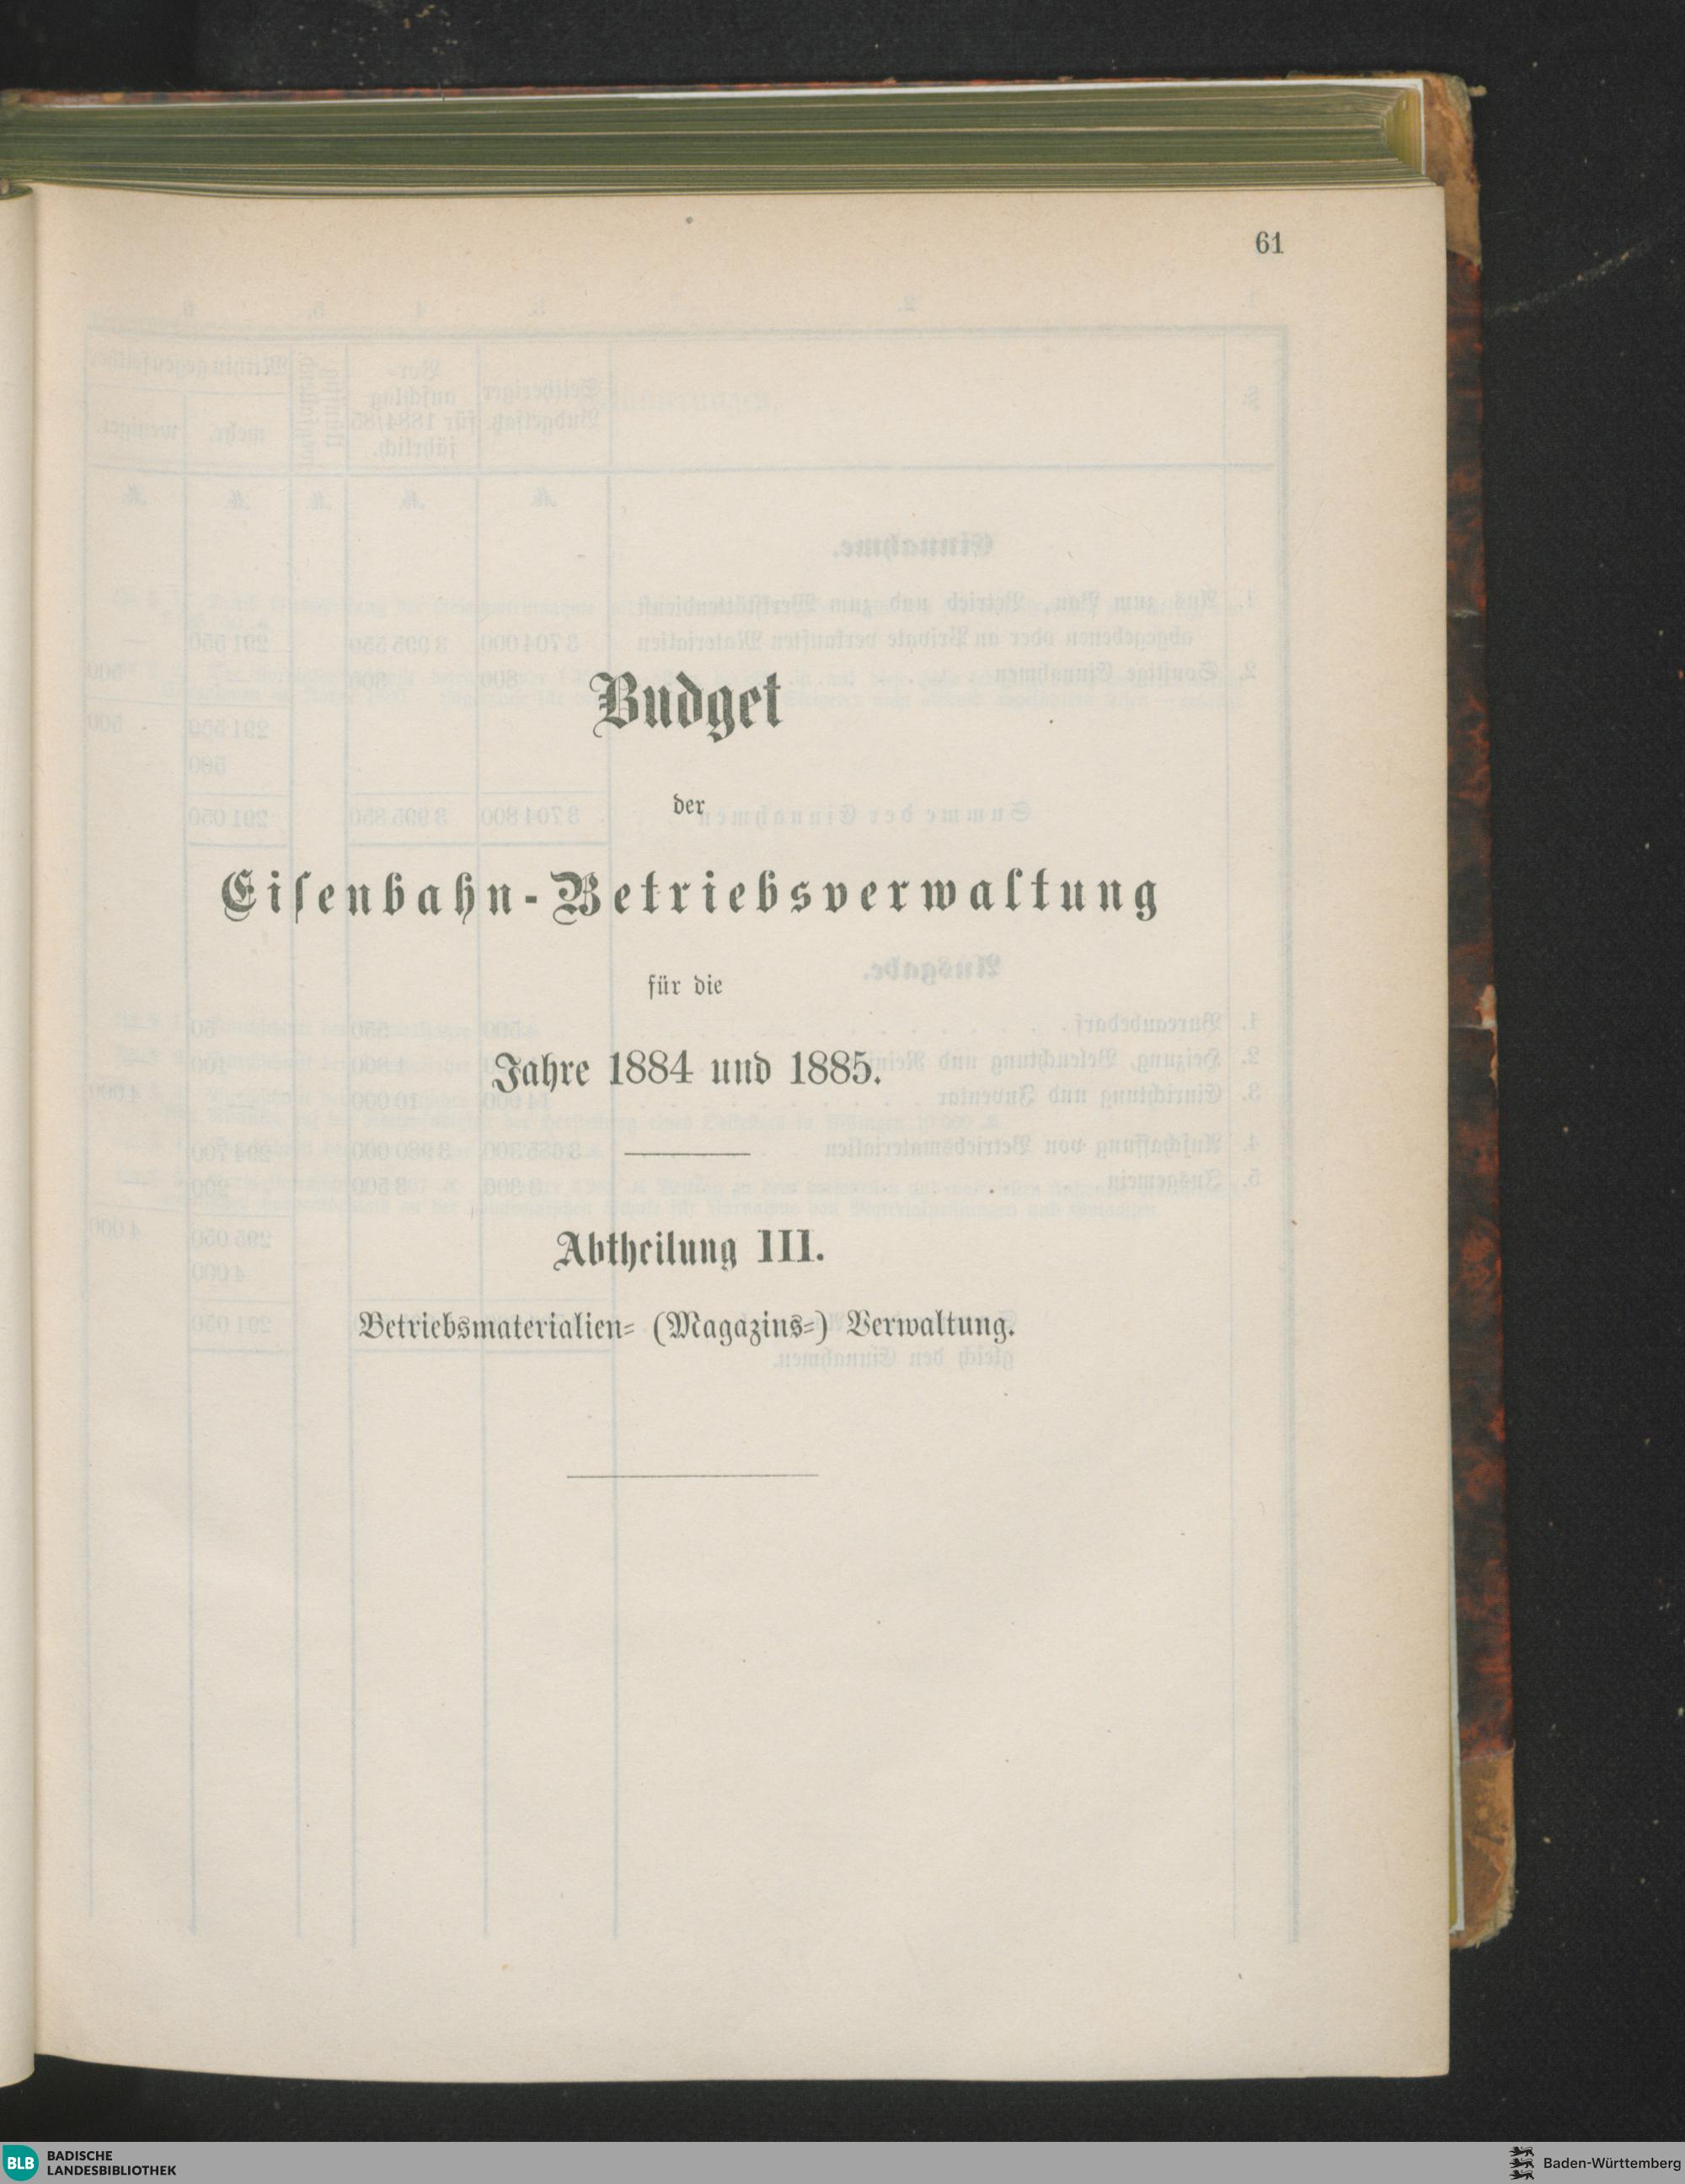 61
Budget
der
Eiſenbahn-Betriebsverwaltung
für die
Jahre 1884 und 1885.
Abtheilung III.
Betriebsmaterialien- (Magazins-) Verwaltung.
BLB BADISCHE
LANDESBIBLIOTHEK
Baden-Württemberg